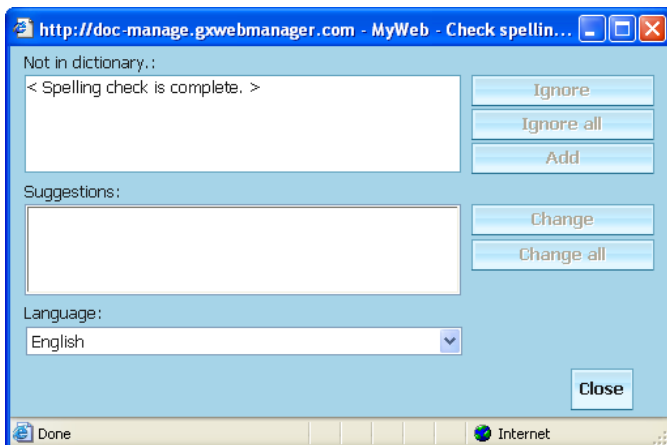 http://doc-manage.gxwebmanager.com - MyWeb - Check spellin...
Not in dictionary.:
< Spelling check is complete. >
Ignore
Ignore all
Add
Suggestions:
Change
Change all
Language:
English
Close
Done
Internet